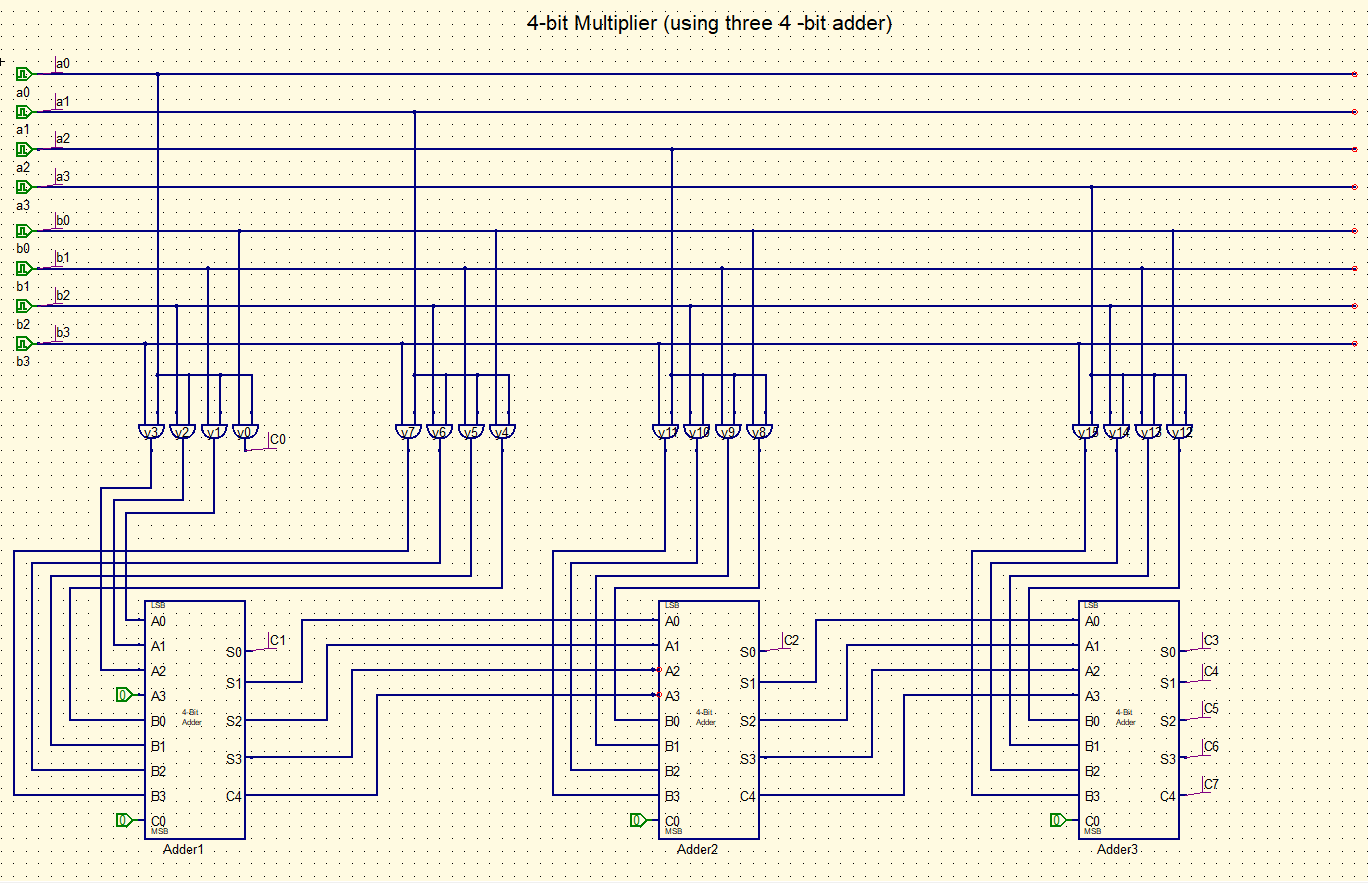 4-bit Multiplier (using three 4 -bit adder)
a0
a0
a1
a1
a2
a2
a3
a3
b0
b0
b1
b1
b2
b2
b3
b3
y3 y2 y1 y0 y7 y6 y5 y4 y11 y10 y9 y8 y15 y14 y13 y12
C0
LSB LSB LSB
A0 A0 A0
C1 C2 C3
A1 S0 A1 S0 A1 S0
A2 S1 A2 S1 A2 S1 C4
0 A3 A3 A3
4-Bit 4-Bit 4-Bit C5
Adder Adder Adder
B0 S2 B0 S2 B0 S2
B1 B1 B1 C6
S3 S3 S3
B2 B2 B2
C7
B3 C4 B3 C4 B3 C4
0 C0 0 C0 0 C0
MSB MSB MSB
Adder1 Adder2 Adder3